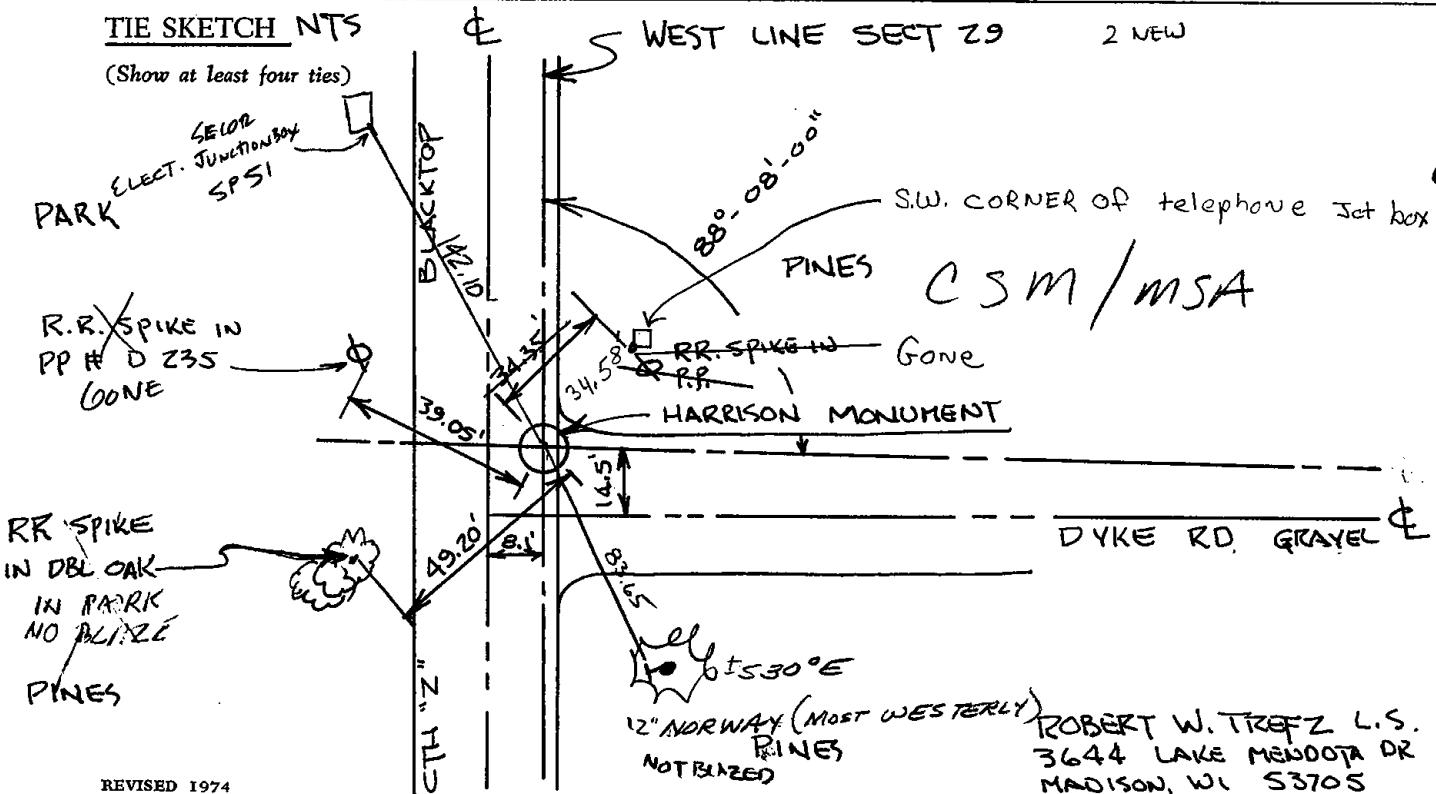 TIE SKETCH NTS
(Show at least four ties)
℄
WEST LINE SECT 29
2 NEW
ELECT. JUNCTION BOX
SP51
PARK
BLACKTOP
142.10
88°-08'-00"
S.W. CORNER OF telephone Jct box
PINES
CSM/MSA
R.R. SPIKE IN
PP # D 235
GONE
34.35'
34.58'
RR. SPIKE IN
P.P.
Gone
39.05'
HARRISON MONUMENT
14.5'
RR SPIKE
IN DBL OAK
IN PARK
NO BLAZE
PINES
49.20'
8.1'
DYKE RD. GRAVEL ℄
83.65
±S30°E
12" NORWAY (MOST WESTERLY)
PINES
NOT BLAZED
CTH "Z"
ROBERT W. TREFZ L.S.
3644 LAKE MENDOTA DR
MADISON, WI 53705
REVISED 1974